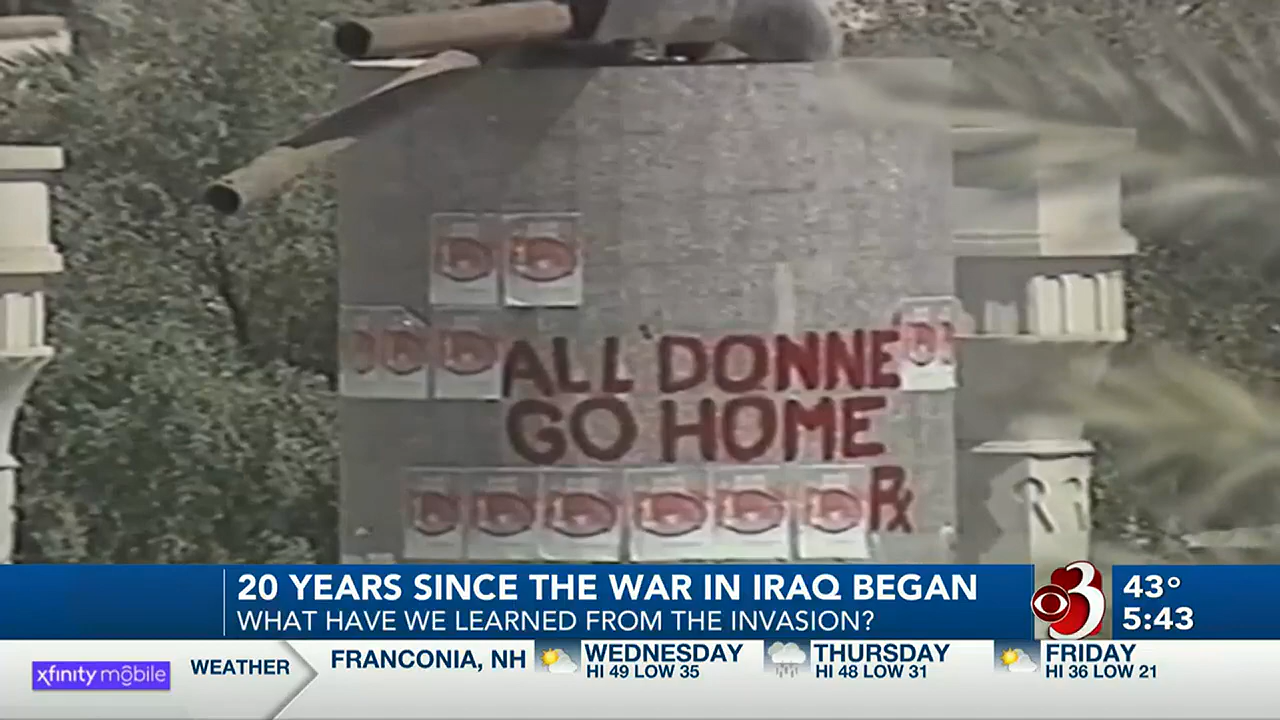 ALL DONNE
GO HOME
Rx
20 YEARS SINCE THE WAR IN IRAQ BEGAN
WHAT HAVE WE LEARNED FROM THE INVASION?
3
43°
5:43
xfinity mobile
WEATHER
FRANCONIA, NH
WEDNESDAY
HI 49 LOW 35
THURSDAY
HI 48 LOW 31
FRIDAY
HI 36 LOW 21